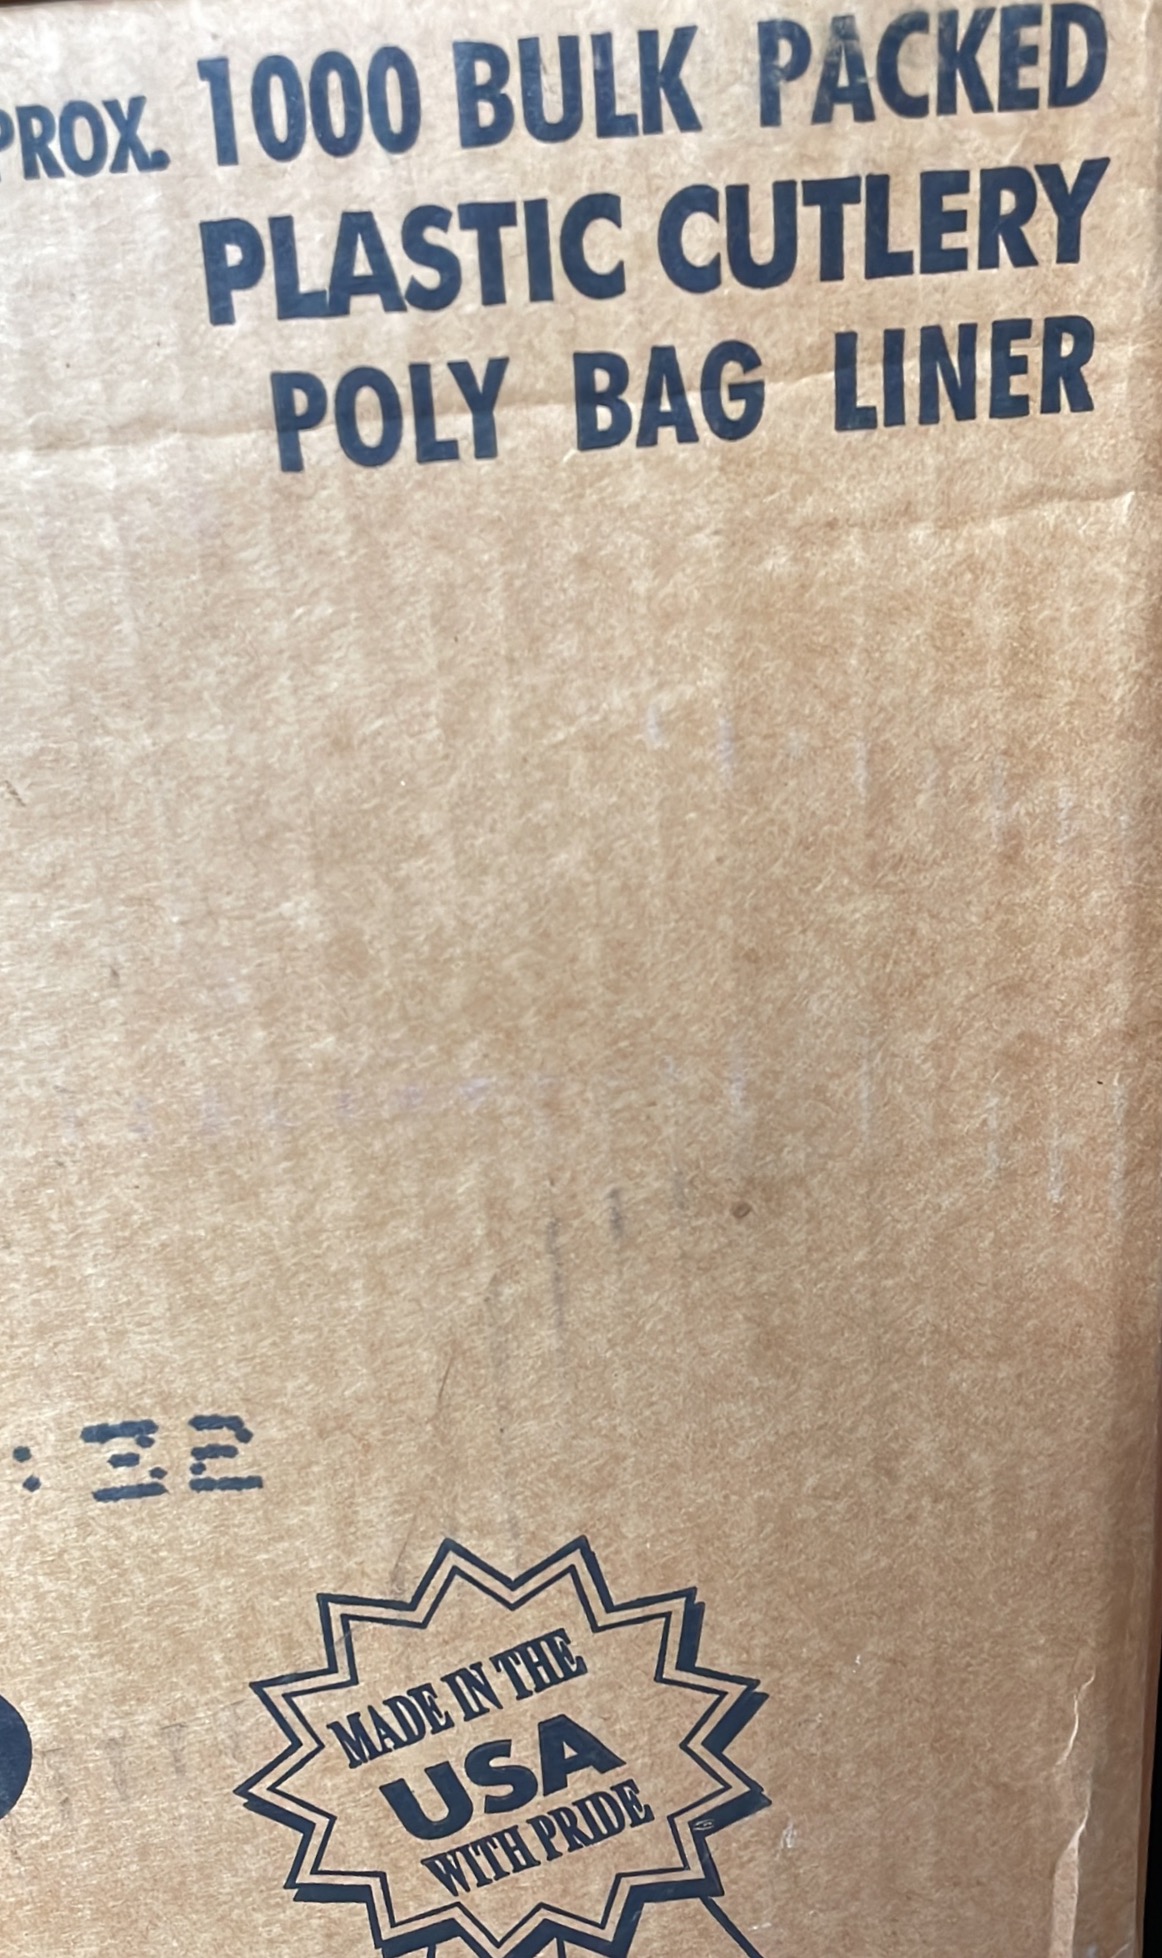 PROX. 1000 BULK PACKED
PLASTIC CUTLERY
POLY BAG LINER
:32
MADE IN THE
USA
WITH PRIDE